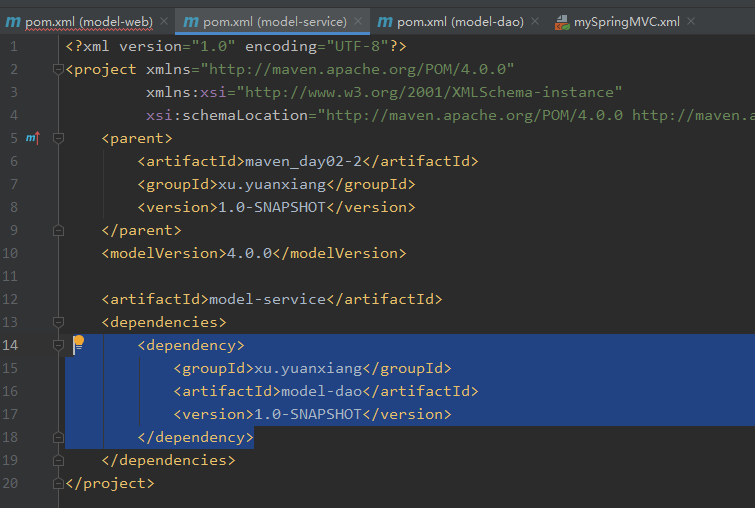 pom.xml (model-web) pom.xml (model-service) pom.xml (model-dao) mySpringMVC.xml
1 <?xml version="1.0" encoding="UTF-8"?>
2 <project xmlns="http://maven.apache.org/POM/4.0.0"
3 xmlns:xsi="http://www.w3.org/2001/XMLSchema-instance"
4 xsi:schemaLocation="http://maven.apache.org/POM/4.0.0 http://maven.a
5 <parent>
6 <artifactId>maven_day02-2</artifactId>
7 <groupId>xu.yuanxiang</groupId>
8 <version>1.0-SNAPSHOT</version>
9 </parent>
10 <modelVersion>4.0.0</modelVersion>
11
12 <artifactId>model-service</artifactId>
13 <dependencies>
14 <dependency>
15 <groupId>xu.yuanxiang</groupId>
16 <artifactId>model-dao</artifactId>
17 <version>1.0-SNAPSHOT</version>
18 </dependency>
19 </dependencies>
20 </project>